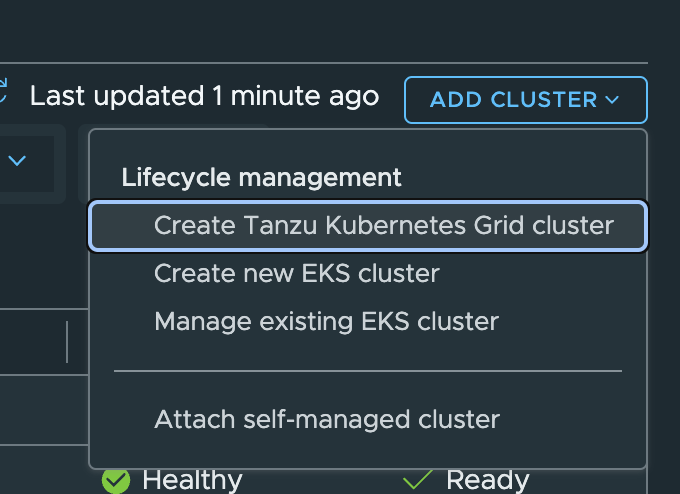 Last updated 1 minute ago
ADD CLUSTER
Lifecycle management
Create Tanzu Kubernetes Grid cluster
Create new EKS cluster
Manage existing EKS cluster
Attach self-managed cluster
Healthy
Ready